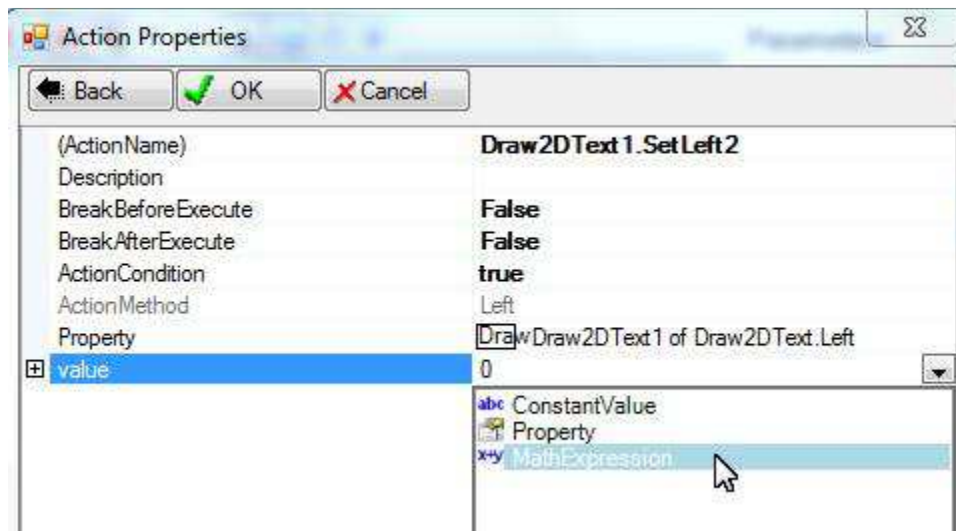 Action Properties
Back OK Cancel
(ActionName) Draw2DText1.SetLeft2
Description
BreakBeforeExecute False
BreakAfterExecute False
ActionCondition true
ActionMethod Left
Property DrawDraw2DText1 of Draw2DText.Left
value 0
abc ConstantValue
Property
x+y MathExpression